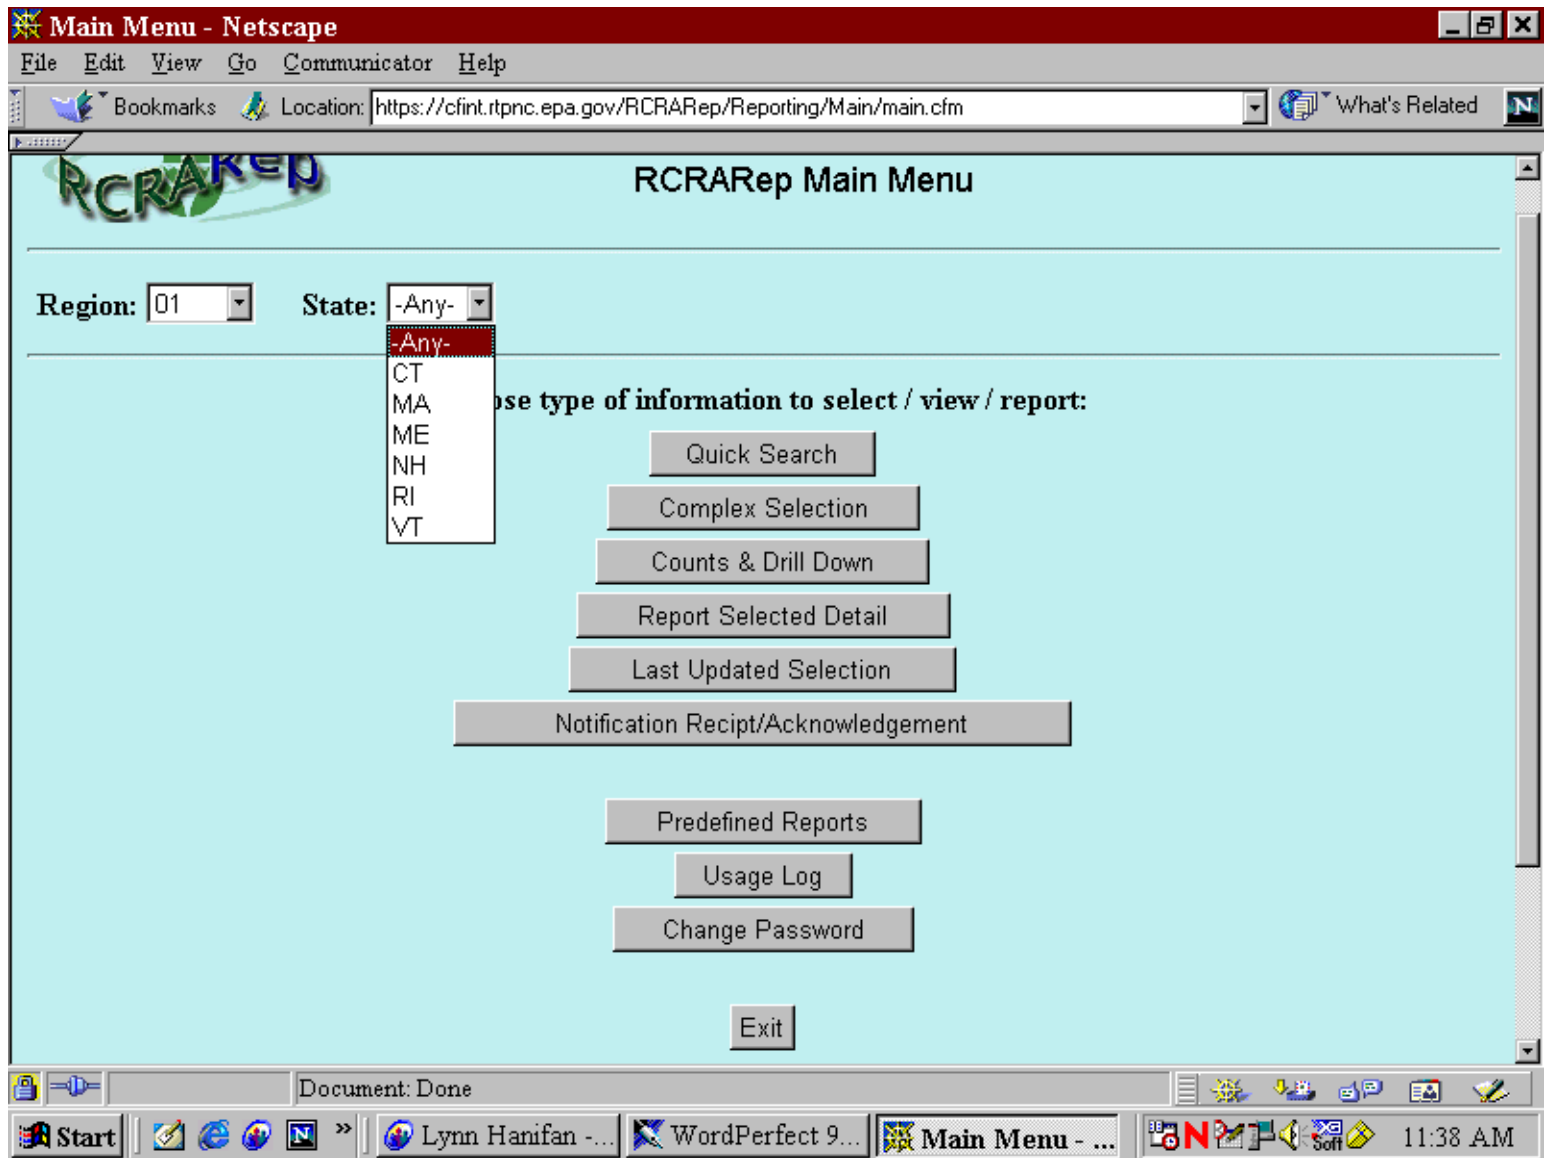 Main Menu - Netscape
File Edit View Go Communicator Help
Bookmarks Location: https://cfint.rtpnc.epa.gov/RCRARep/Reporting/Main/main.cfm What's Related N
RCRARep RCRARep Main Menu
Region: 01 State: -Any-
-Any-
CT
MA
ME
NH
RI
VT
ose type of information to select / view / report:
Quick Search
Complex Selection
Counts & Drill Down
Report Selected Detail
Last Updated Selection
Notification Recipt/Acknowledgement
Predefined Reports
Usage Log
Change Password
Exit
Document: Done
Start N » Lynn Hanifan -... WordPerfect 9... Main Menu - ... N Soft 11:38 AM